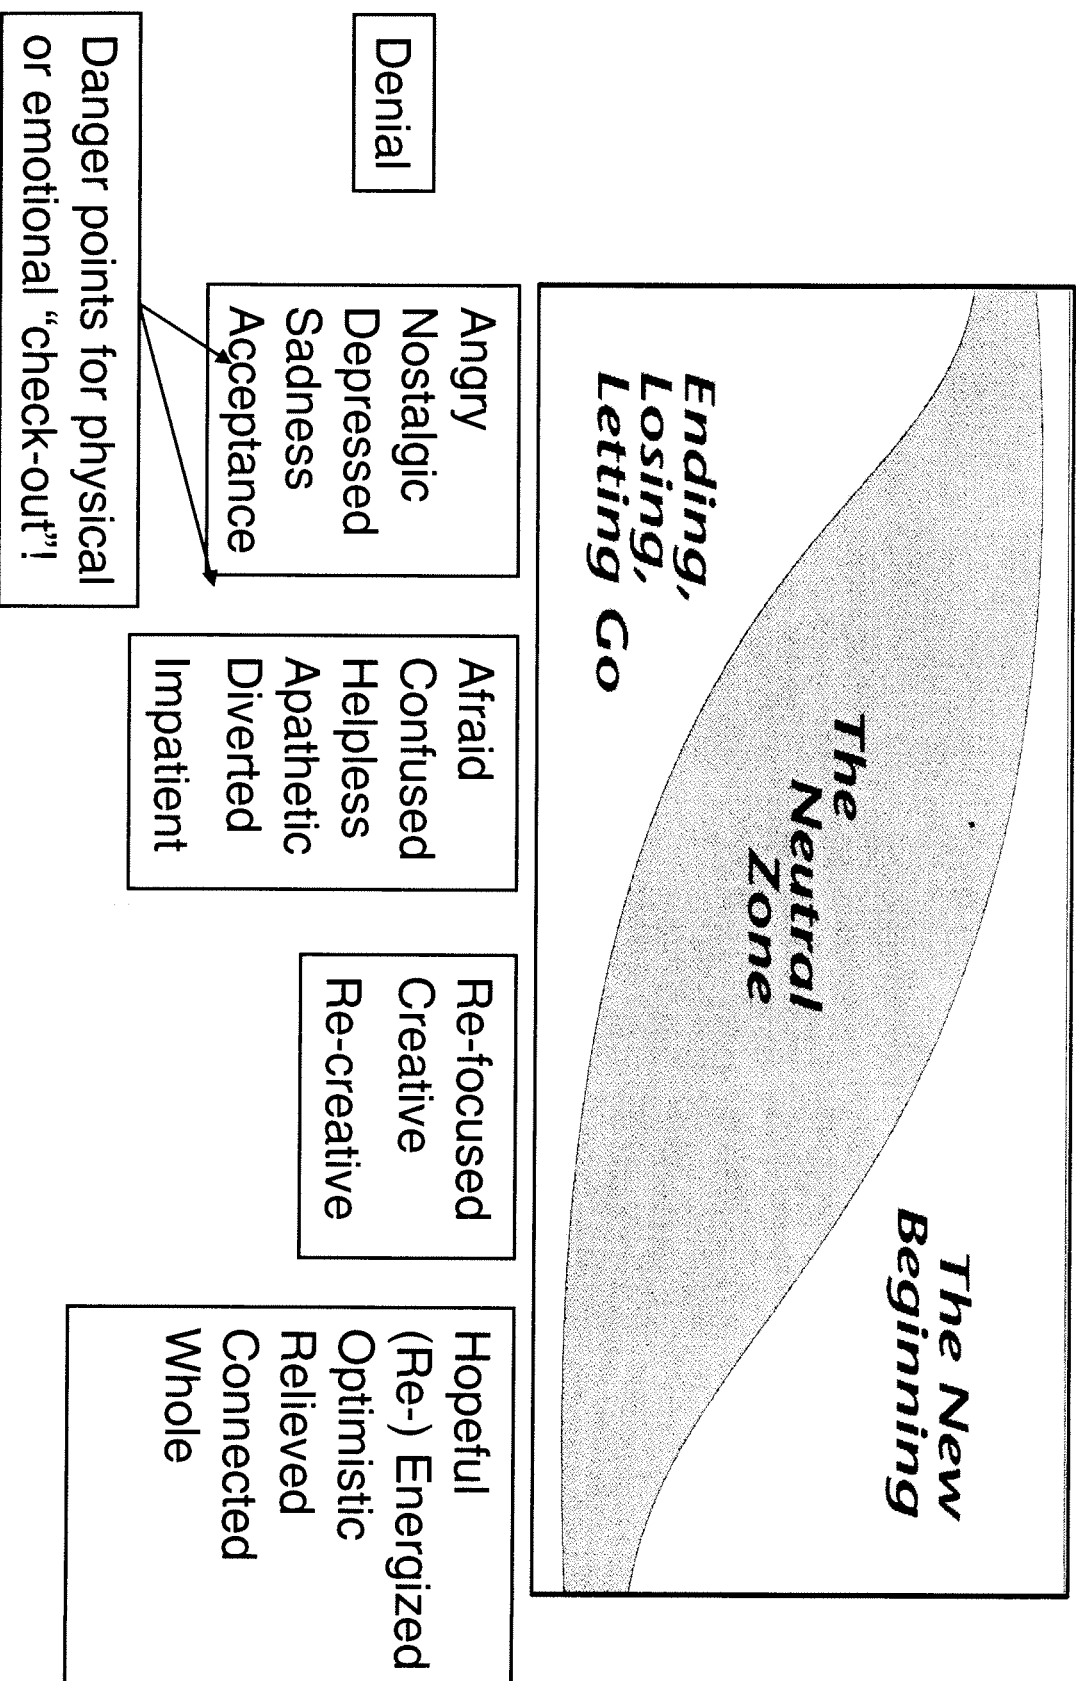 Ending,
Losing,
Letting Go
The
Neutral
Zone
The New
Beginning
Denial
Angry
Nostalgic
Depressed
Sadness
Acceptance
Afraid
Confused
Helpless
Apathetic
Diverted
Impatient
Re-focused
Creative
Re-creative
Hopeful
(Re-) Energized
Optimistic
Relieved
Connected
Whole
Danger points for physical
or emotional “check-out”!